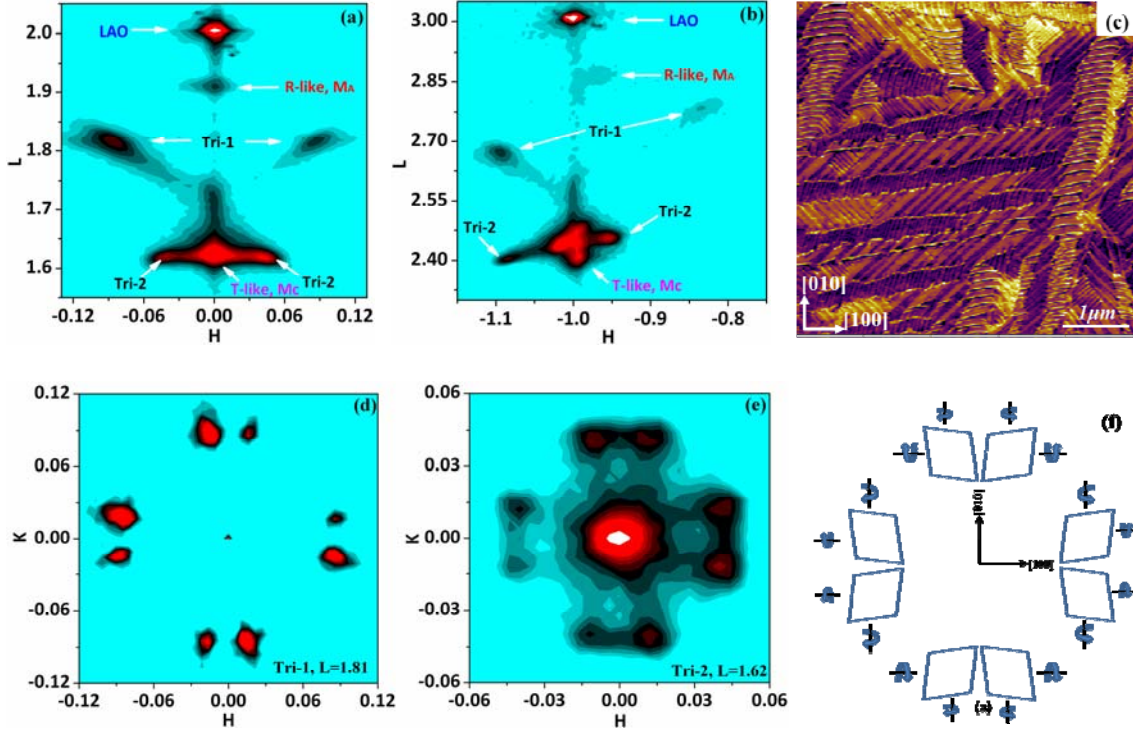 (a)
LAO
R-like, MA
Tri-1
Tri-2
Tri-2
T-like, Mc
2.0
1.9
1.8
1.7
1.6
L
-0.12
-0.06
0.00
0.06
0.12
H
(b)
LAO
R-like, MA
Tri-1
Tri-2
Tri-2
T-like, Mc
3.00
2.85
2.70
2.55
2.40
L
-1.1
-1.0
-0.9
-0.8
H
(c)
[010]
[100]
1μm
(d)
0.12
0.06
0.00
-0.06
-0.12
K
Tri-1, L=1.81
-0.12
-0.06
0.00
0.06
0.12
H
(e)
0.06
0.03
0.00
-0.03
-0.06
K
Tri-2, L=1.62
-0.06
-0.03
0.00
0.03
0.06
H
(f)